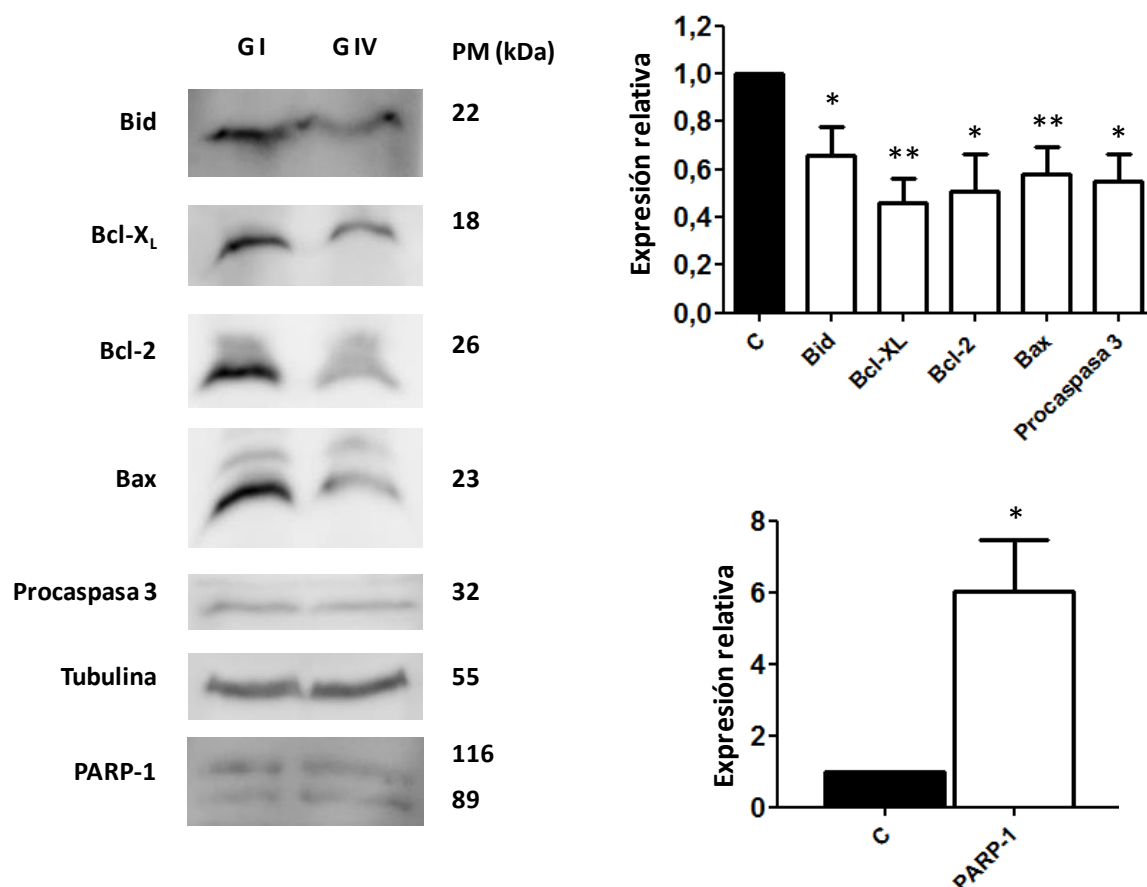 G I G IV PM (kDa)
Bid 22
Bcl-XL 18
Bcl-2 26
Bax 23
Procaspasa 3 32
Tubulina 55
PARP-1 116
89
Expresión relativa
1,2
1,0
0,8
0,6
0,4
0,2
0,0
* ** * ** *
C Bid Bcl-XL Bcl-2 Bax Procaspasa 3
Expresión relativa
8
6
4
2
0
*
C PARP-1